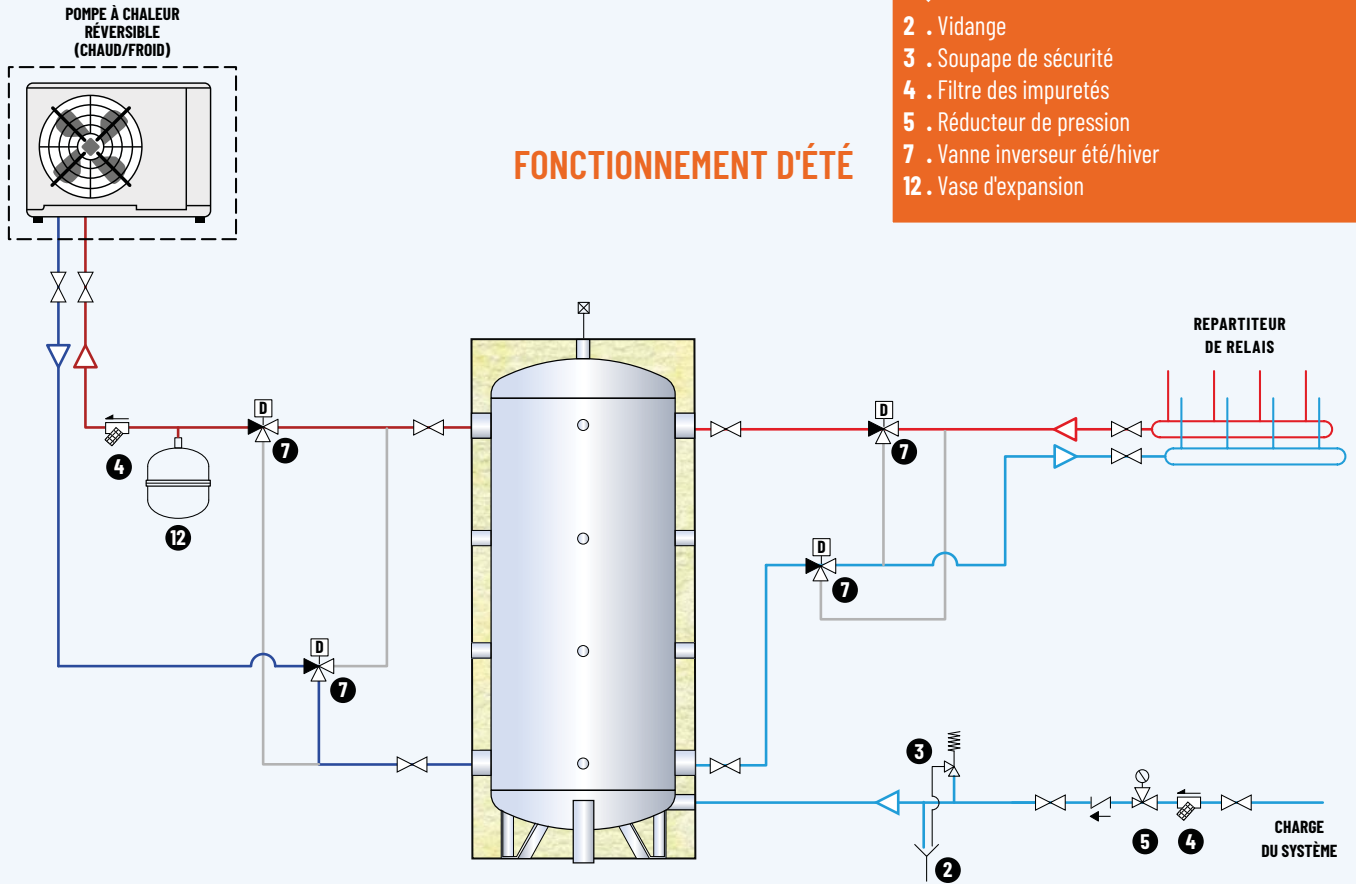 POMPE À CHALEUR
RÉVERSIBLE
(CHAUD/FROID)
2 . Vidange
3 . Soupape de sécurité
4 . Filtre des impuretés
5 . Réducteur de pression
7 . Vanne inverseur été/hiver
12 . Vase d'expansion
FONCTIONNEMENT D'ÉTÉ
REPARTITEUR
DE RELAIS
D
7
4
12
D
7
D
7
D
7
3
2
5
4
CHARGE
DU SYSTÈME